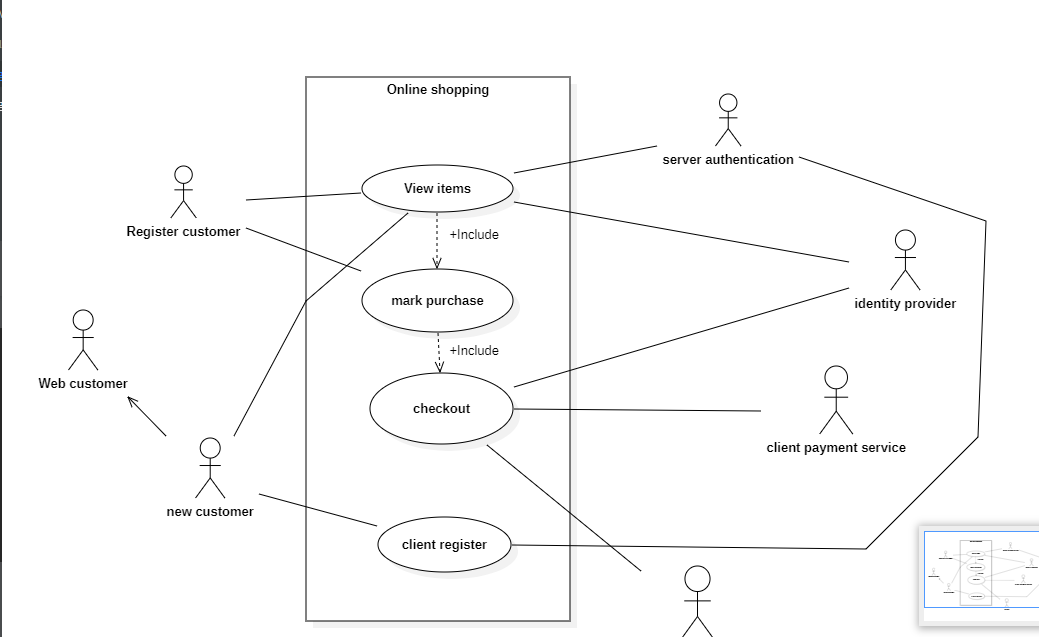 Online shopping
server authentication
View items
Register customer
+Include
mark purchase
identity provider
+Include
Web customer
checkout
client payment service
new customer
client register